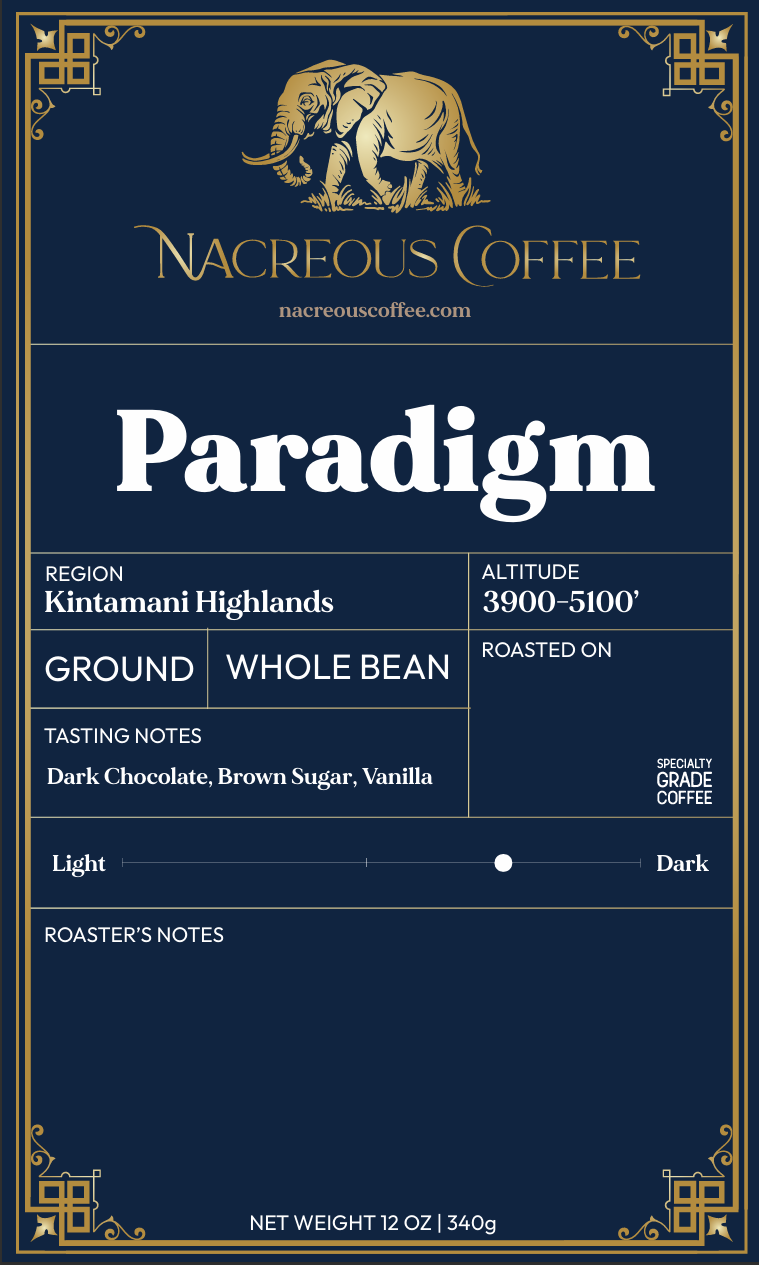 NACREOUS COFFEE
nacreouscoffee.com
Paradigm
REGION
Kintamani Highlands
ALTITUDE
3900-5100’
GROUND
WHOLE BEAN
ROASTED ON
TASTING NOTES
Dark Chocolate, Brown Sugar, Vanilla
SPECIALTY
GRADE
COFFEE
Light
Dark
ROASTER’S NOTES
NET WEIGHT 12 OZ | 340g